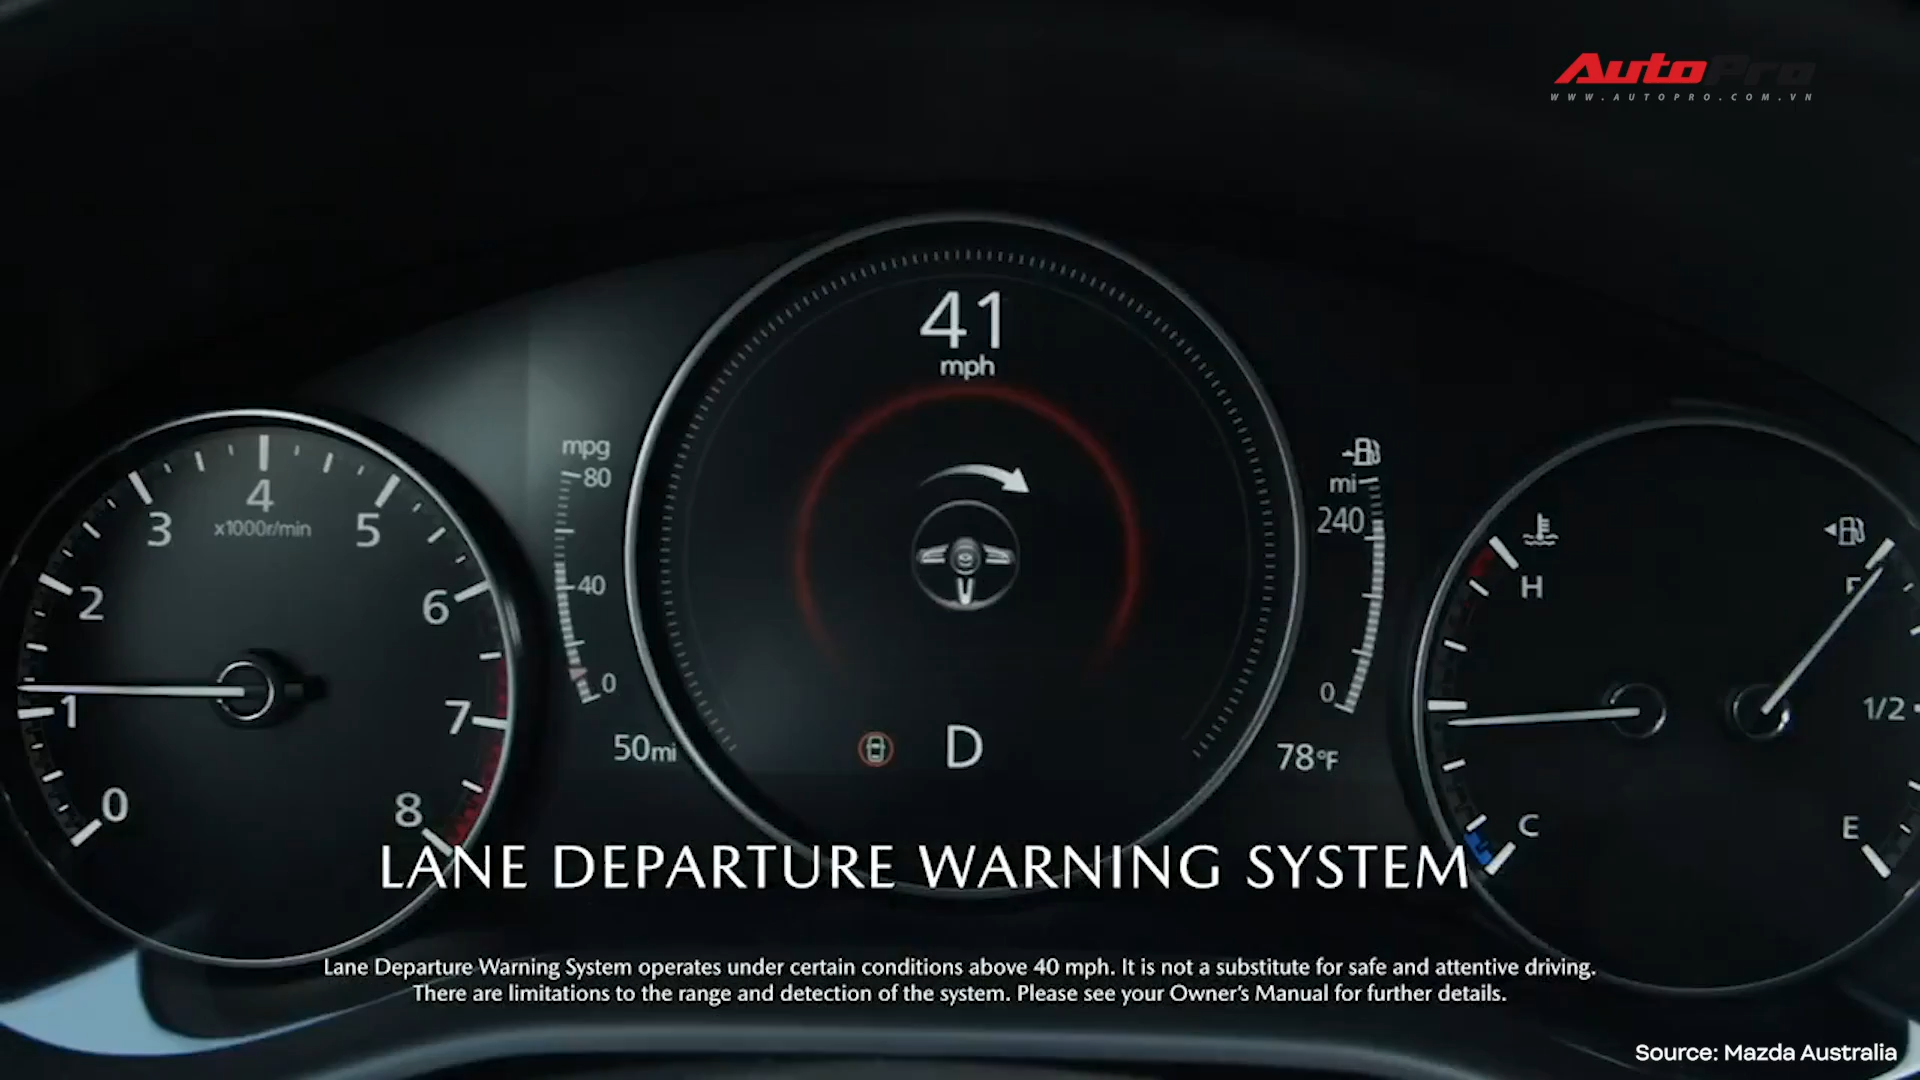 AutoPro
WWW.AUTOPRO.COM.VN
41
mph
mpg
80
40
0
mi
240
0
4
x1000r/min
3
5
2
6
1
7
0
8
H
F
1/2
C
E
50mi
D
78°F
LANE DEPARTURE WARNING SYSTEM
Lane Departure Warning System operates under certain conditions above 40 mph. It is not a substitute for safe and attentive driving.
There are limitations to the range and detection of the system. Please see your Owner's Manual for further details.
Source: Mazda Australia